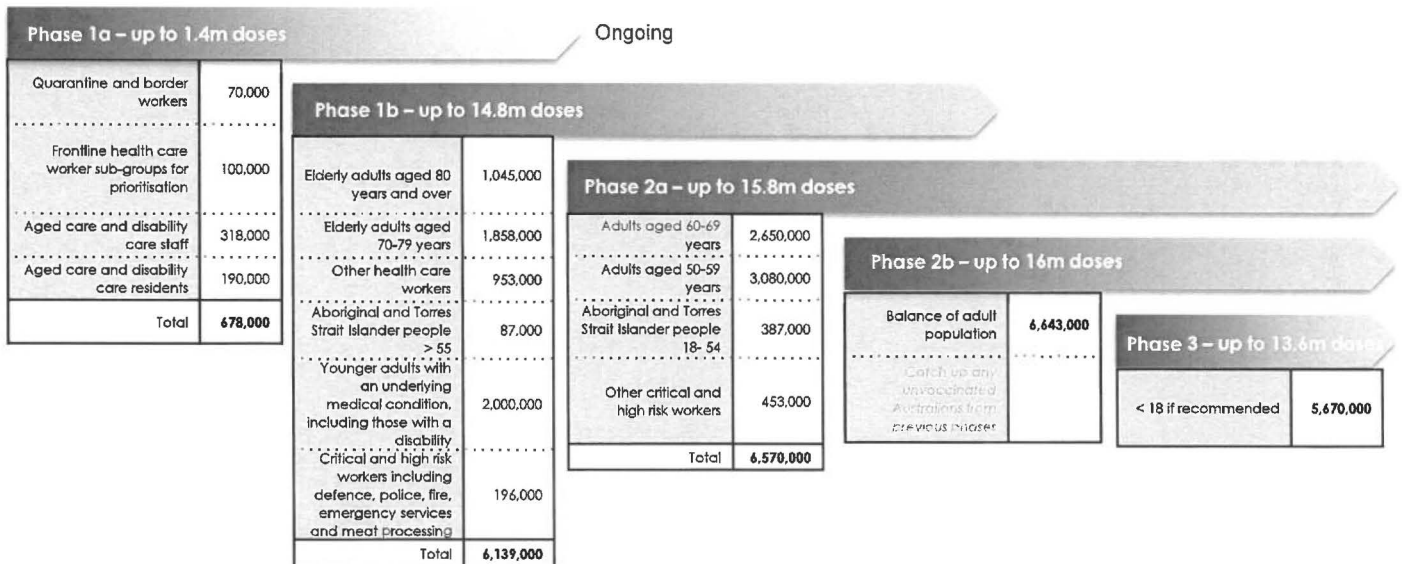 Phase 1a – up to 1.4m doses
Ongoing
Quarantine and border
workers
70,000
Frontline health care
worker sub-groups for
prioritisation
100,000
Aged care and disability
care staff
318,000
Aged care and disability
care residents
190,000
Total
678,000
Phase 1b – up to 14.8m doses
Elderly adults aged 80
years and over
1,045,000
Elderly adults aged
70-79 years
1,858,000
Other health care
workers
953,000
Aboriginal and Torres
Strait Islander people
> 55
87,000
Younger adults with
an underlying
medical condition,
including those with a
disability
2,000,000
Critical and high risk
workers including
defence, police, fire,
emergency services
and meat processing
196,000
Total
6,139,000
Phase 2a – up to 15.8m doses
Adults aged 60-69
years
2,650,000
Adults aged 50-59
years
3,080,000
Aboriginal and Torres
Strait Islander people
18- 54
387,000
Other critical and
high risk workers
453,000
Total
6,570,000
Phase 2b – up to 16m doses
Balance of adult
population
6,643,000
Catch up any
unvaccinated
Australians from
previous phases
Phase 3 – up to 13.6m doses
< 18 if recommended
5,670,000